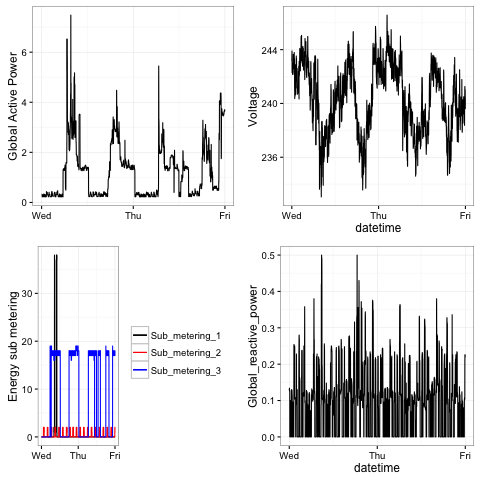 Global Active Power
6
4
2
0
Wed Thu Fri
Voltage
244
240
236
Wed Thu Fri
datetime
Energy sub metering
30
20
10
0
Wed Thu Fri
Sub_metering_1
Sub_metering_2
Sub_metering_3
Global_reactive_power
0.5
0.4
0.3
0.2
0.1
0.0
Wed Thu Fri
datetime